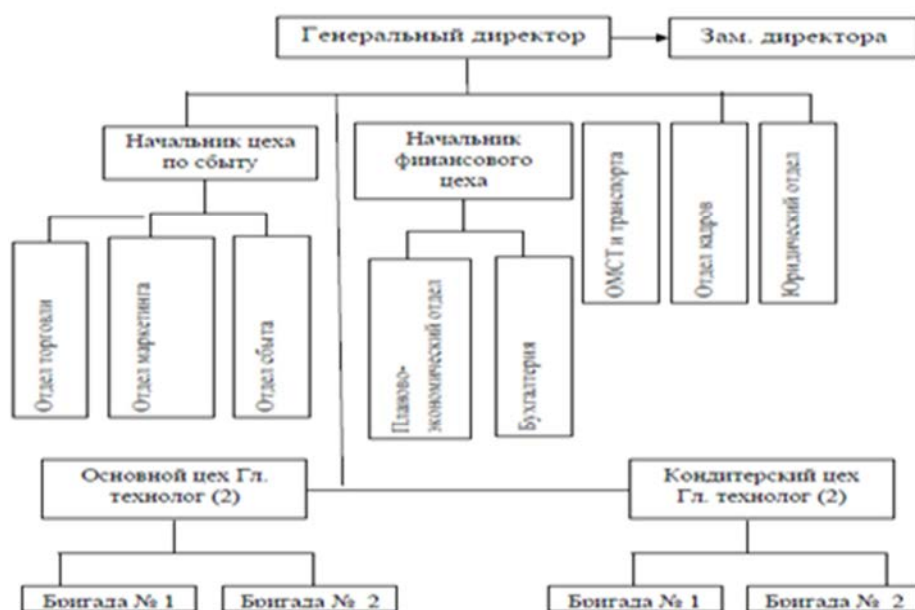 Генеральный директор
Зам. директора
Начальник цеха
по сбыту
Начальник
финансового
цеха
ОМСТ и транспорта
Отдел кадров
Юридический отдел
Отдел торговли
Отдел маркетинга
Отдел сбыта
Планово-
экономический отдел
Бухгалтерия
Основной цех Гл.
технолог (2)
Кондитерский цех
Гл. технолог (2)
Бригада № 1
Бригада № 2
Бригада № 1
Бригада № 2